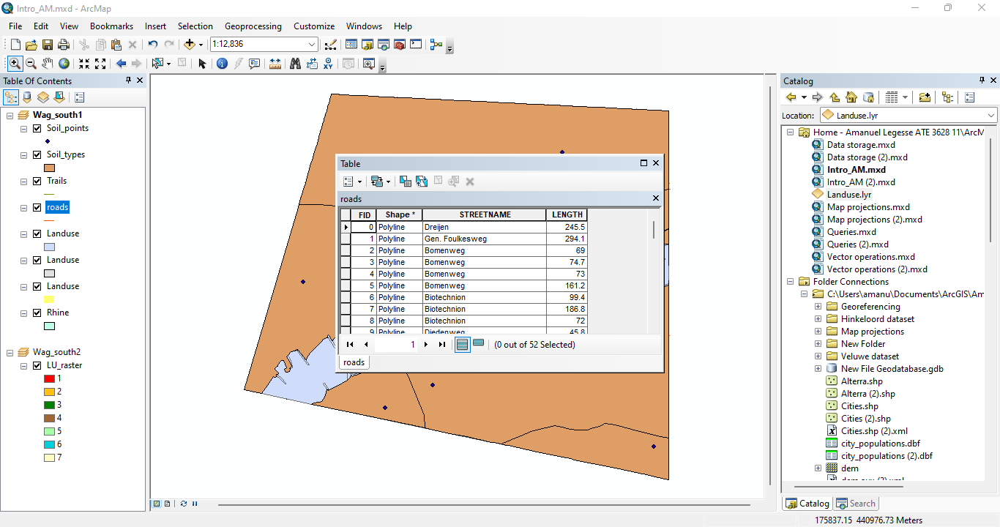 Intro_AM.mxd - ArcMap
File Edit View Bookmarks Insert Selection Geoprocessing Customize Windows Help
1:12,836
Table Of Contents
Wag_south1
Soil_points
Soil_types
Trails
roads
Landuse
Landuse
Landuse
Rhine
Wag_south2
LU_raster
1
2
3
4
5
6
7
Table
roads
FID Shape * STREETNAME LENGTH
0 Polyline Dreijen 245.5
1 Polyline Gen. Foulkesweg 294.1
2 Polyline Bomenweg 69
3 Polyline Bomenweg 74.7
4 Polyline Bomenweg 73
5 Polyline Bomenweg 161.2
6 Polyline Biotechnion 99.4
7 Polyline Biotechnion 186.8
8 Polyline Biotechnion 72
9 Polyline Diedenweg 45.8
1 (0 out of 52 Selected)
roads
Catalog
Location: Landuse.lyr
Home - Amanuel Legesse ATE 3628 11\ArcM
Data storage.mxd
Data storage (2).mxd
Intro_AM.mxd
Intro_AM (2).mxd
Landuse.lyr
Map projections.mxd
Map projections (2).mxd
Queries.mxd
Queries (2).mxd
Vector operations.mxd
Vector operations (2).mxd
Folder Connections
C:\Users\amanu\Documents\ArcGIS\Am
Georeferencing
Hinkeloord dataset
Map projections
New Folder
Veluwe dataset
New File Geodatabase.gdb
Alterra.shp
Alterra (2).shp
Cities.shp
Cities (2).shp
Cities.shp (2).xml
city_populations.dbf
city_populations (2).dbf
dem
dem.aux (2).xml
Catalog Search
175837.15 440976.73 Meters